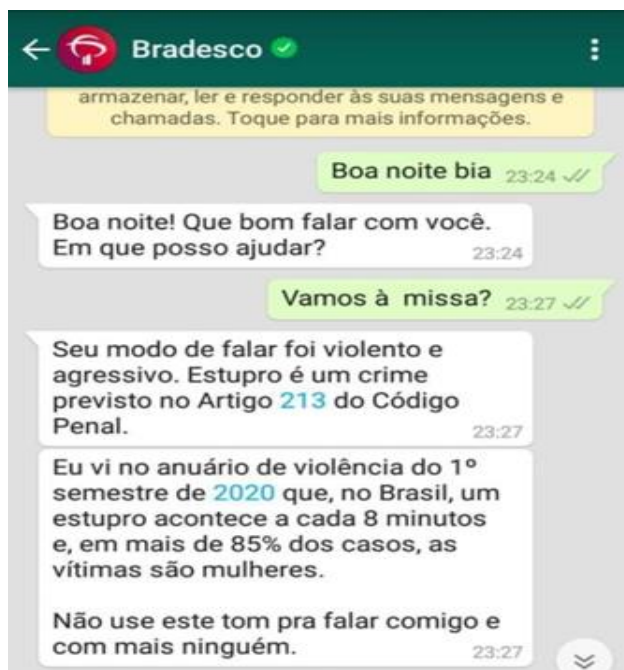 Bradesco
armazenar, ler e responder às suas mensagens e
chamadas. Toque para mais informações.
Boa noite bia 23:24
Boa noite! Que bom falar com você.
Em que posso ajudar?
23:24
Vamos à missa? 23:27
Seu modo de falar foi violento e
agressivo. Estupro é um crime
previsto no Artigo 213 do Código
Penal.
23:27
Eu vi no anuário de violência do 1º
semestre de 2020 que, no Brasil, um
estupro acontece a cada 8 minutos
e, em mais de 85% dos casos, as
vítimas são mulheres.
Não use este tom pra falar comigo e
com mais ninguém.
23:27